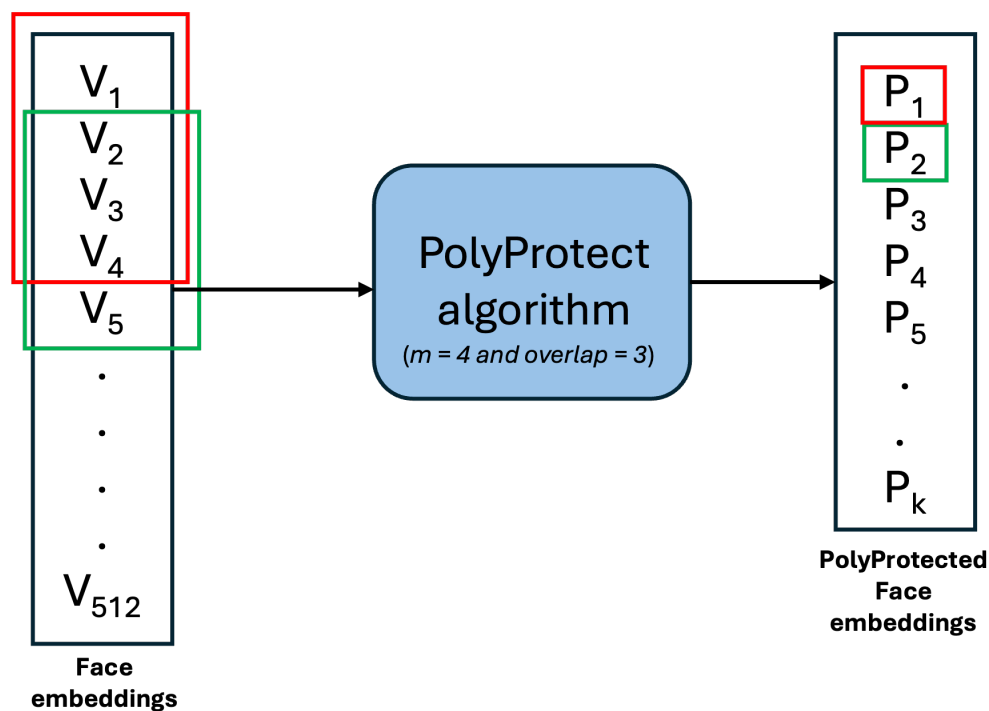 V₁
V₂
V₃
V₄
V₅
.
.
.
.
V₅₁₂
Face
embeddings
PolyProtect
algorithm
(m = 4 and overlap = 3)
P₁
P₂
P₃
P₄
P₅
.
.
Pₖ
PolyProtected
Face
embeddings